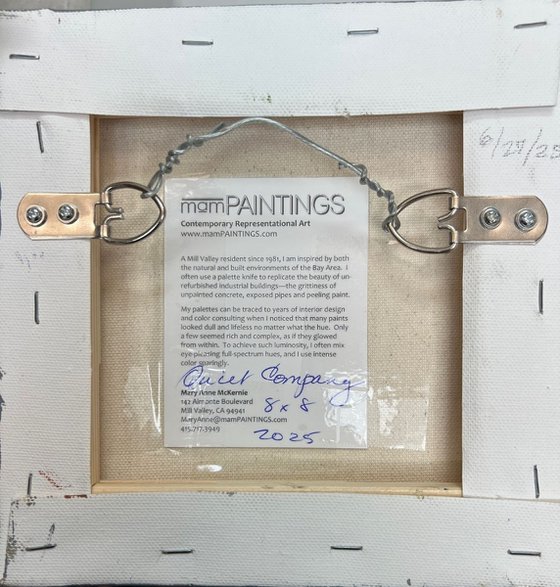 6/27/25
mamPAINTINGS
Contemporary Representational Art
www.mamPAINTINGS.com
A Mill Valley resident since 1981, I am inspired by both
the natural and built environments of the Bay Area. I
often use a palette knife to replicate the beauty of un-
refurbished industrial buildings—the grittiness of
unpainted concrete, exposed pipes and peeling paint.
My palettes can be traced to years of interior design
and color consulting when I noticed that many paints
looked dull and lifeless no matter what the hue. Only
a few seemed rich and complex, as if they glowed
from within. To achieve such luminosity, I often mix
eye-pleasing full-spectrum hues, and I use intense
color sparingly.
Quiet Company
Mary Anne McKernie
142 Almonte Boulevard 8 x 8
Mill Valley, CA 94941
MaryAnne@mamPAINTINGS.com
415.717.3949 2025